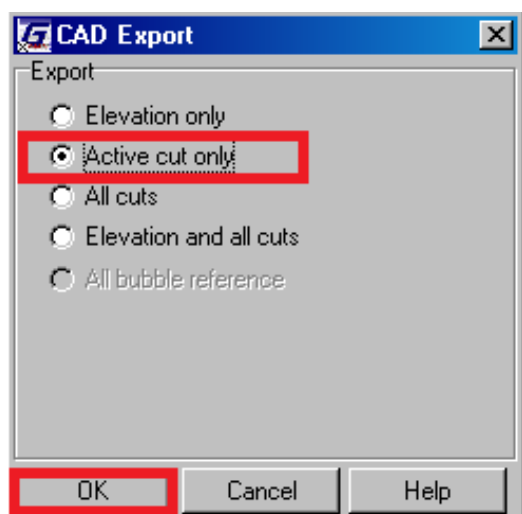 CAD Export
Export
Elevation only
Active cut only
All cuts
Elevation and all cuts
All bubble reference
OK Cancel Help